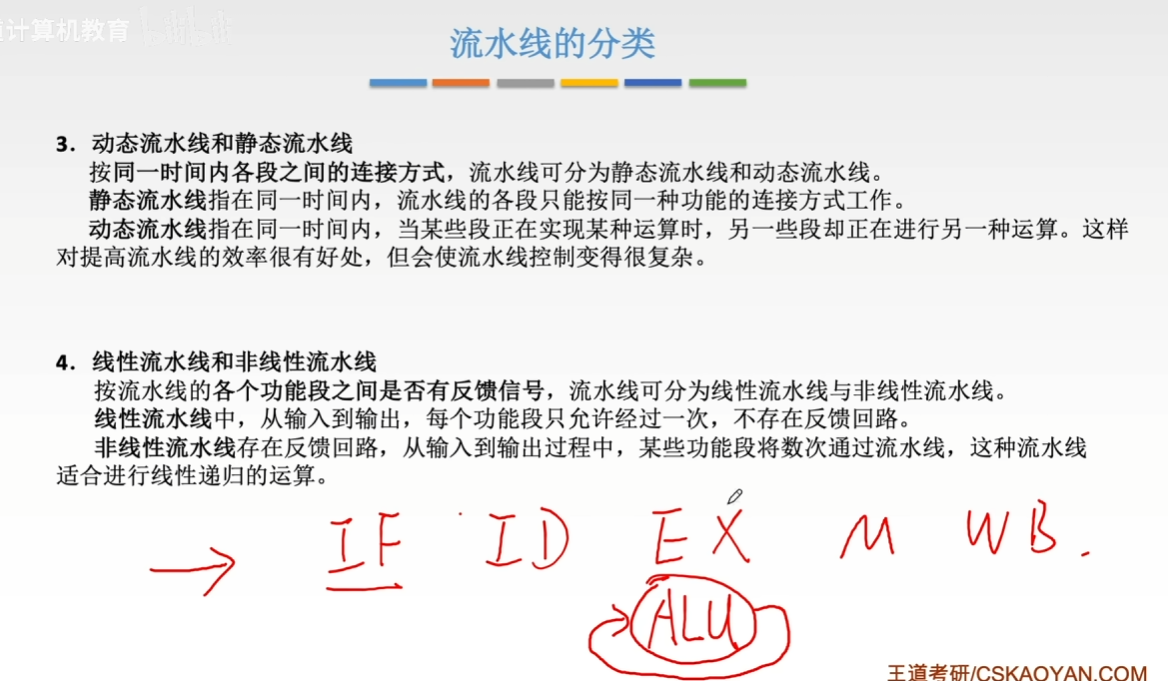 道计算机教育
流水线的分类
3. 动态流水线和静态流水线
按同一时间内各段之间的连接方式，流水线可分为静态流水线和动态流水线。
静态流水线指在同一时间内，流水线的各段只能按同一种功能的连接方式工作。
动态流水线指在同一时间内，当某些段正在实现某种运算时，另一些段却正在进行另一种运算。这样
对提高流水线的效率很有好处，但会使流水线控制变得很复杂。
4. 线性流水线和非线性流水线
按流水线的各个功能段之间是否有反馈信号，流水线可分为线性流水线与非线性流水线。
线性流水线中，从输入到输出，每个功能段只允许经过一次，不存在反馈回路。
非线性流水线存在反馈回路，从输入到输出过程中，某些功能段将数次通过流水线，这种流水线
适合进行线性递归的运算。
→ IF ID EX M WB.
ALU
王道考研/CSKAOYAN.COM